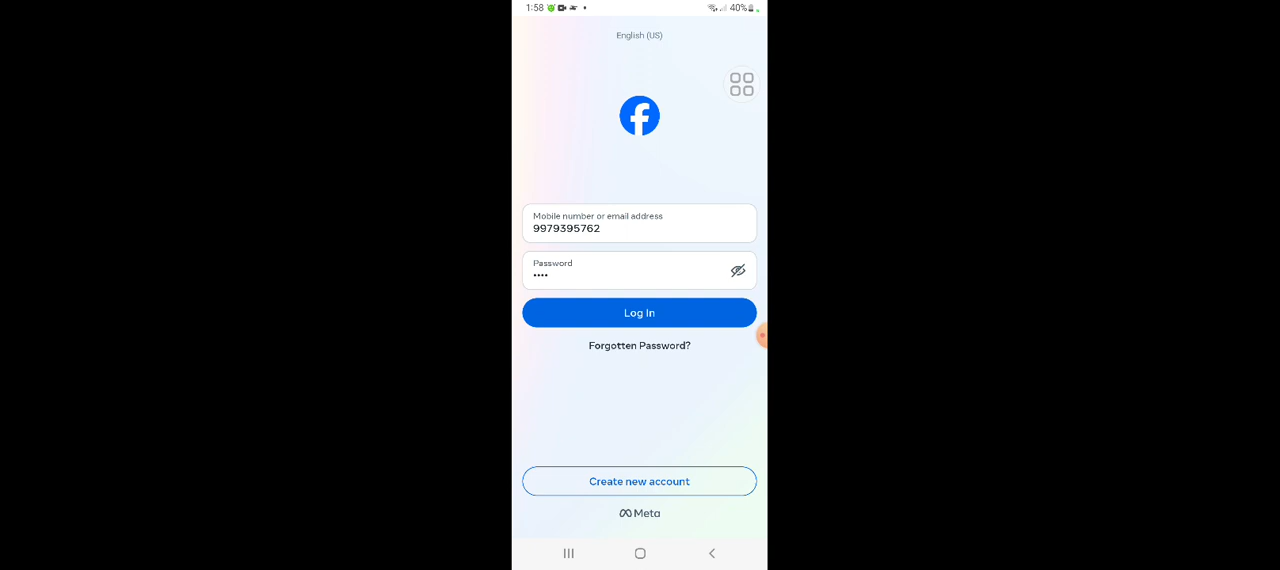 1:58 40%
English (US)
Mobile number or email address
9979395762
Password
••••
Log In
Forgotten Password?
Create new account
Meta